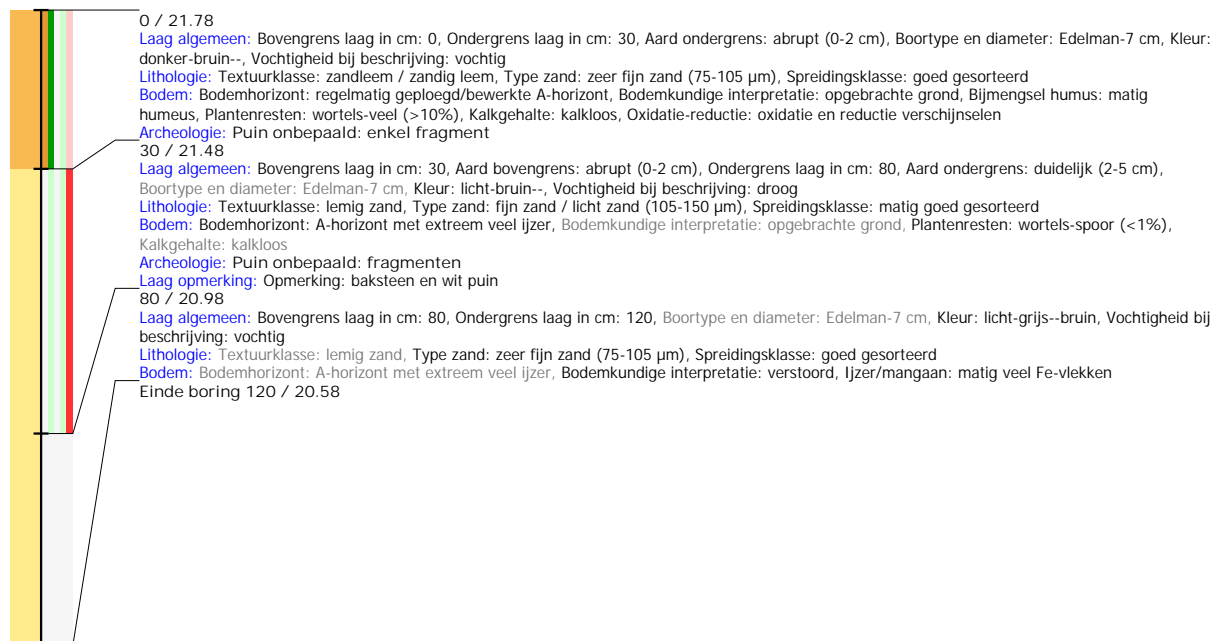 0 / 21.78
Laag algemeen: Bovengrens laag in cm: 0, Ondergrens laag in cm: 30, Aard ondergrens: abrupt (0-2 cm), Boortype en diameter: Edelman-7 cm, Kleur:
donker-bruin--, Vochtigheid bij beschrijving: vochtig
Lithologie: Textuurklasse: zandleem / zandig leem, Type zand: zeer fijn zand (75-105 µm), Spreidingsklasse: goed gesorteerd
Bodem: Bodemhorizont: regelmatig geploegd/bewerkte A-horizont, Bodemkundige interpretatie: opgebrachte grond, Bijmengsel humus: matig
humeus, Plantenresten: wortels-veel (>10%), Kalkgehalte: kalkloos, Oxidatie-reductie: oxidatie en reductie verschijnselen
Archeologie: Puin onbepaald: enkel fragment
30 / 21.48
Laag algemeen: Bovengrens laag in cm: 30, Aard bovengrens: abrupt (0-2 cm), Ondergrens laag in cm: 80, Aard ondergrens: duidelijk (2-5 cm),
Boortype en diameter: Edelman-7 cm, Kleur: licht-bruin--, Vochtigheid bij beschrijving: droog
Lithologie: Textuurklasse: lemig zand, Type zand: fijn zand / licht zand (105-150 µm), Spreidingsklasse: matig goed gesorteerd
Bodem: Bodemhorizont: A-horizont met extreem veel ijzer, Bodemkundige interpretatie: opgebrachte grond, Plantenresten: wortels-spoor (<1%),
Kalkgehalte: kalkloos
Archeologie: Puin onbepaald: fragmenten
Laag opmerking: Opmerking: baksteen en wit puin
80 / 20.98
Laag algemeen: Bovengrens laag in cm: 80, Ondergrens laag in cm: 120, Boortype en diameter: Edelman-7 cm, Kleur: licht-grijs--bruin, Vochtigheid bij
beschrijving: vochtig
Lithologie: Textuurklasse: lemig zand, Type zand: zeer fijn zand (75-105 µm), Spreidingsklasse: goed gesorteerd
Bodem: Bodemhorizont: A-horizont met extreem veel ijzer, Bodemkundige interpretatie: verstoord, Ijzer/mangaan: matig veel Fe-vlekken
Einde boring 120 / 20.58